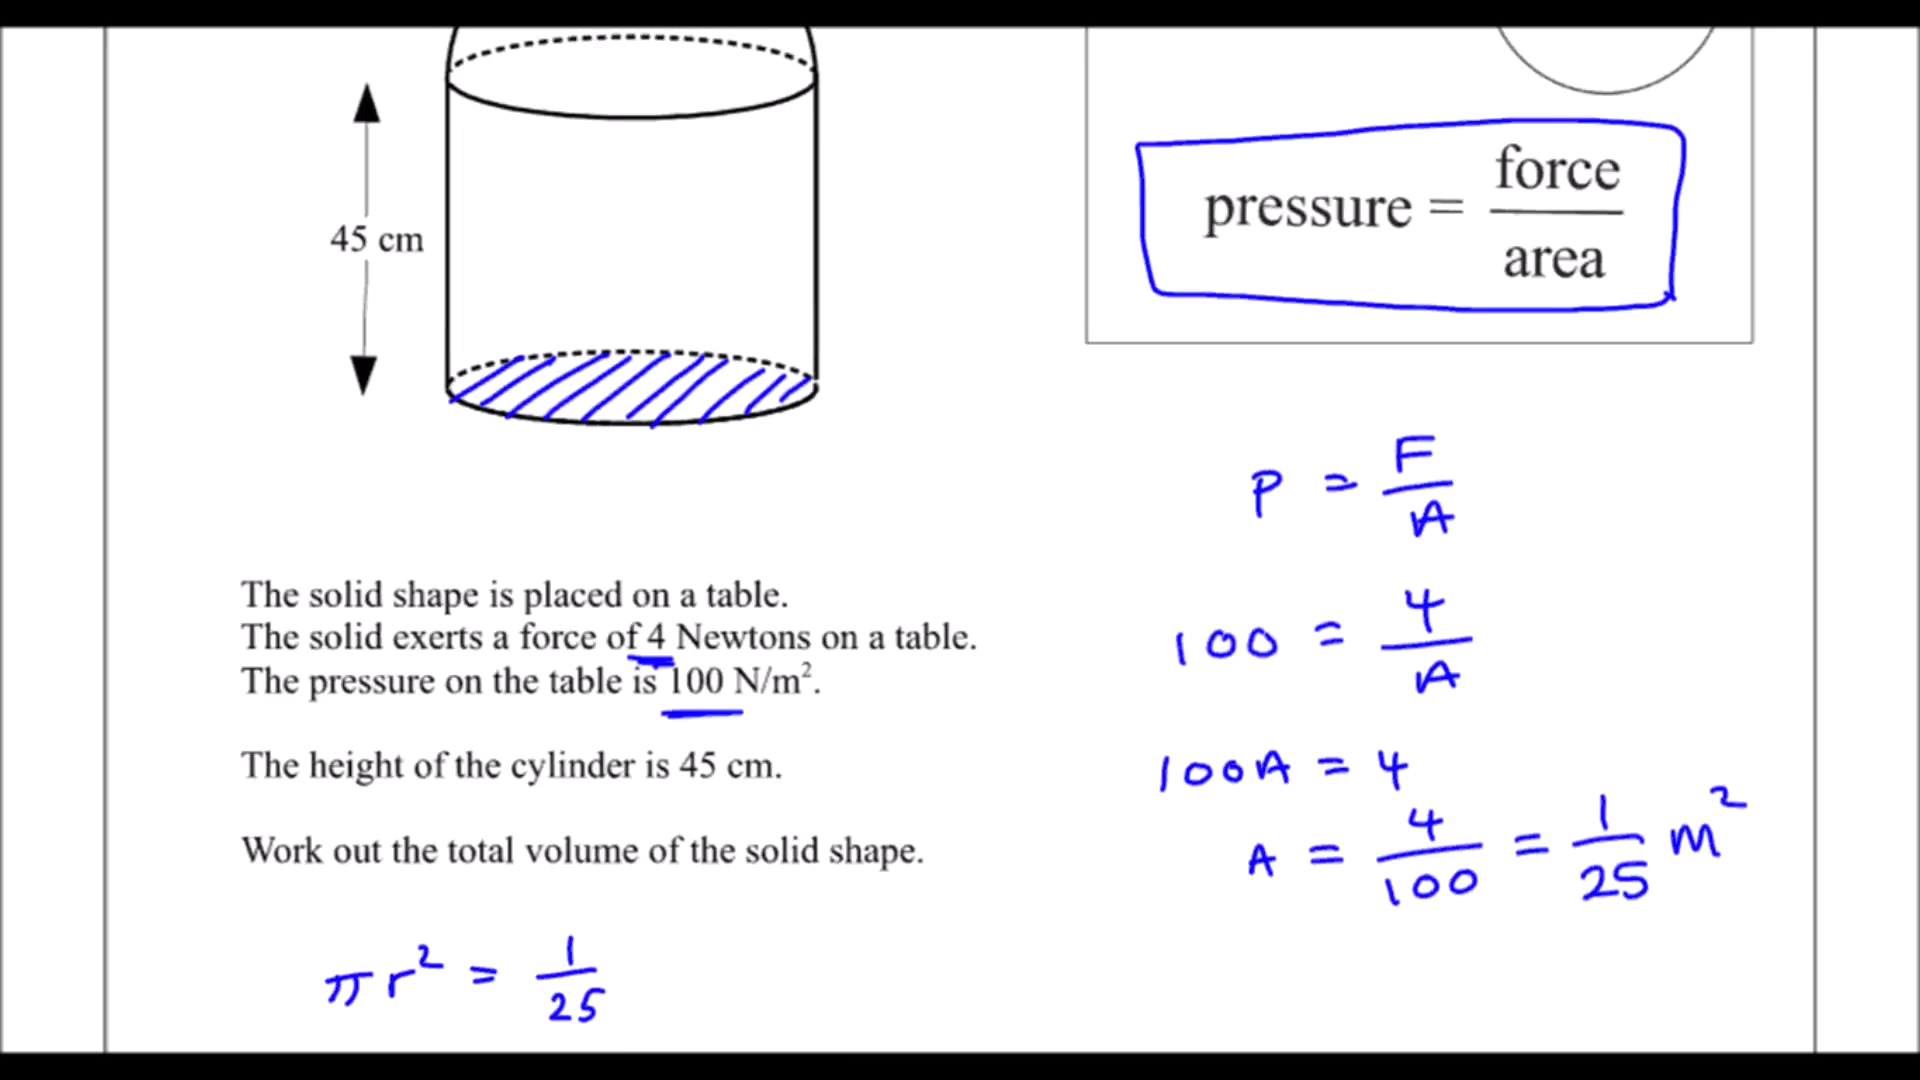 45 cm
pressure = force/area
P = F/A
The solid shape is placed on a table.
The solid exerts a force of 4 Newtons on a table.
The pressure on the table is 100 N/m².
100 = 4/A
The height of the cylinder is 45 cm.
100A = 4
Work out the total volume of the solid shape.
A = 4/100 = 1/25 m²
πr² = 1/25